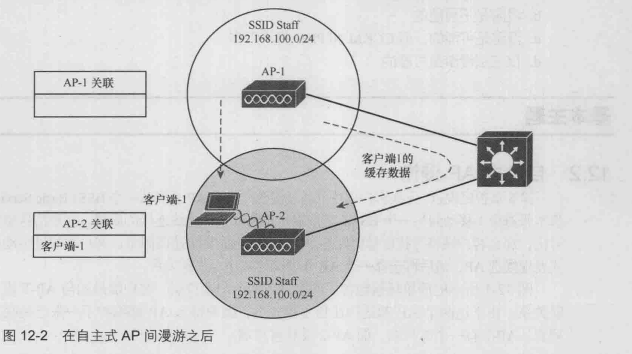 SSID Staff
192.168.100.0/24
AP-1
AP-1 关联
客户端1的
缓存数据
客户端-1
AP-2
AP-2 关联
客户端-1
SSID Staff
192.168.100.0/24
图 12-2 在自主式 AP 间漫游之后